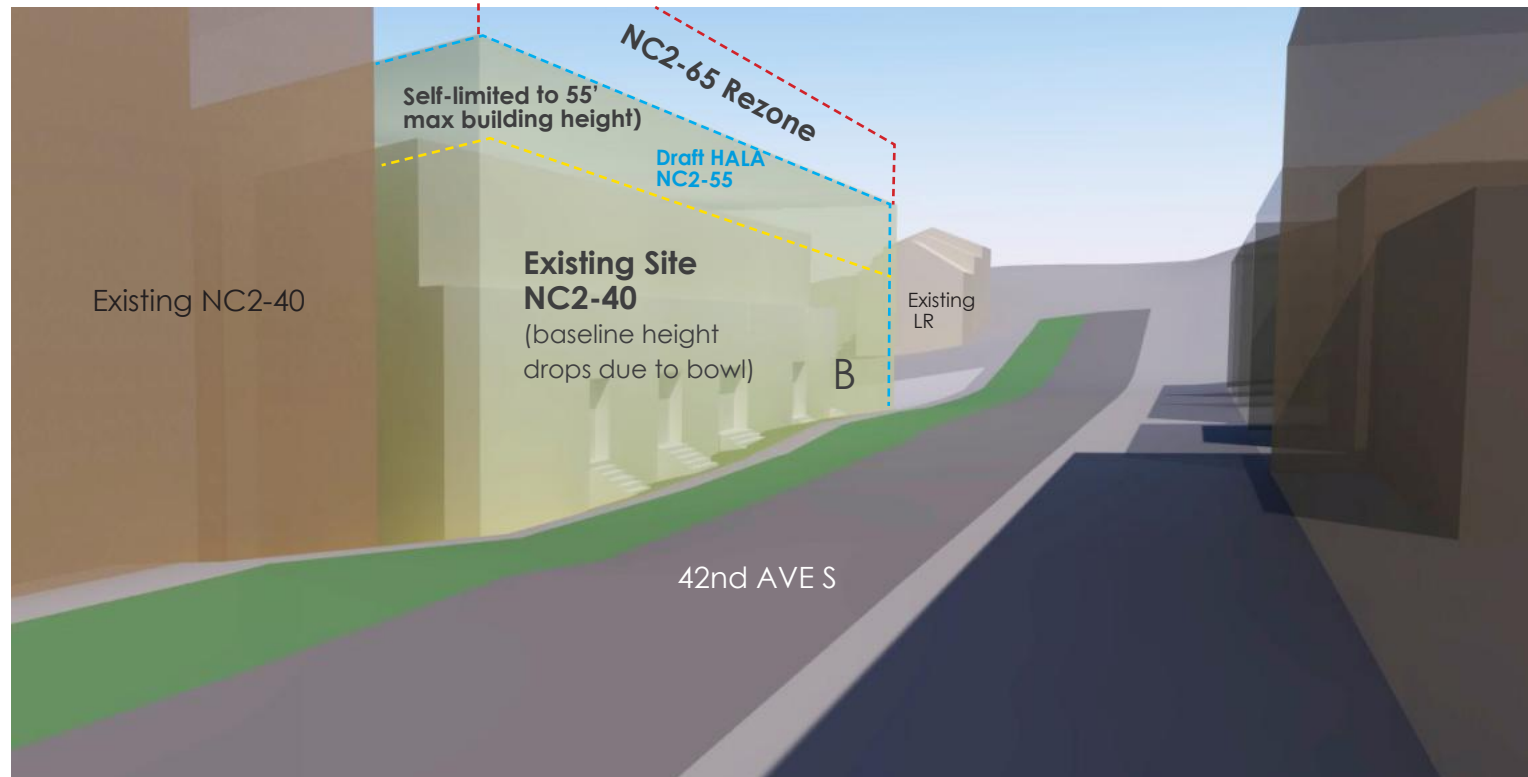 NC2-65 Rezone
Self-limited to 55'
max building height)
Draft HALA
NC2-55
Existing NC2-40
Existing Site
NC2-40
(baseline height
drops due to bowl)
B
Existing
LR
42nd AVE S